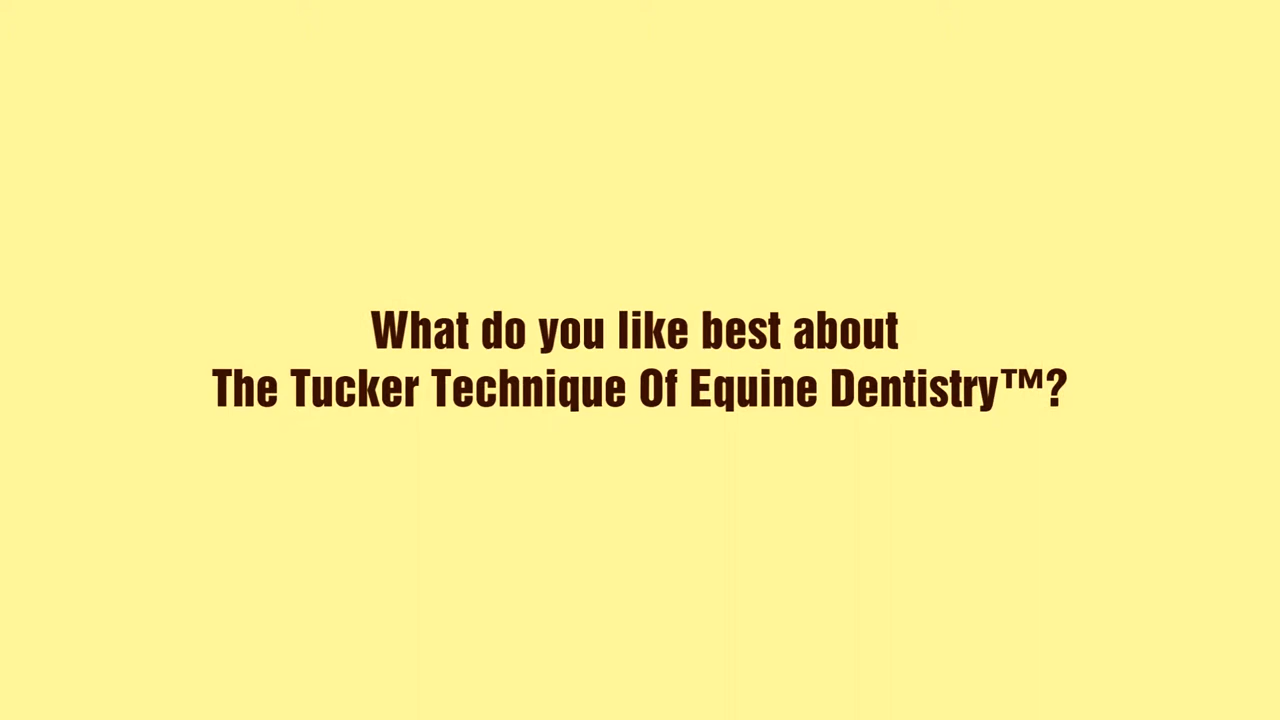 What do you like best about
The Tucker Technique Of Equine Dentistry™?